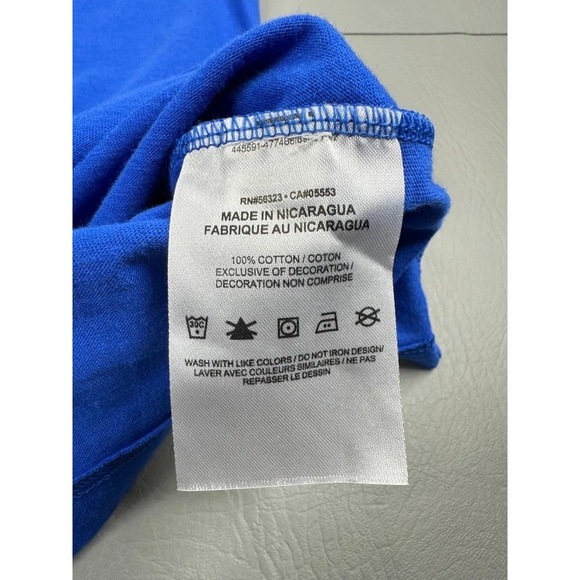 RN#56323 • CA#05553
MADE IN NICARAGUA
FABRIQUE AU NICARAGUA
100% COTTON / COTON
EXCLUSIVE OF DECORATION /
DECORATION NON COMPRISE
30C
WASH WITH LIKE COLORS / DO NOT IRON DESIGN/
LAVER AVEC COULEURS SIMILAIRES / NE PAS
REPASSER LE DESSIN